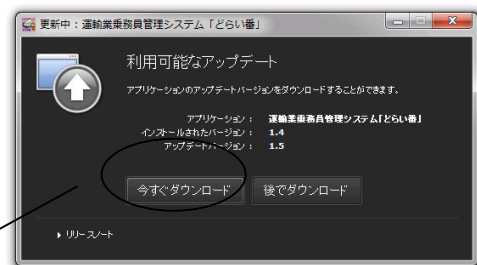 更新中：運輸業乗務員管理システム「どらい番」
利用可能なアップデート
アプリケーションのアップデートバージョンをダウンロードすることができます。
アプリケーション： 運輸業乗務員管理システム「どらい番」
インストールされたバージョン： 1.4
アップデートバージョン： 1.5
今すぐダウンロード 後でダウンロード
リリースノート